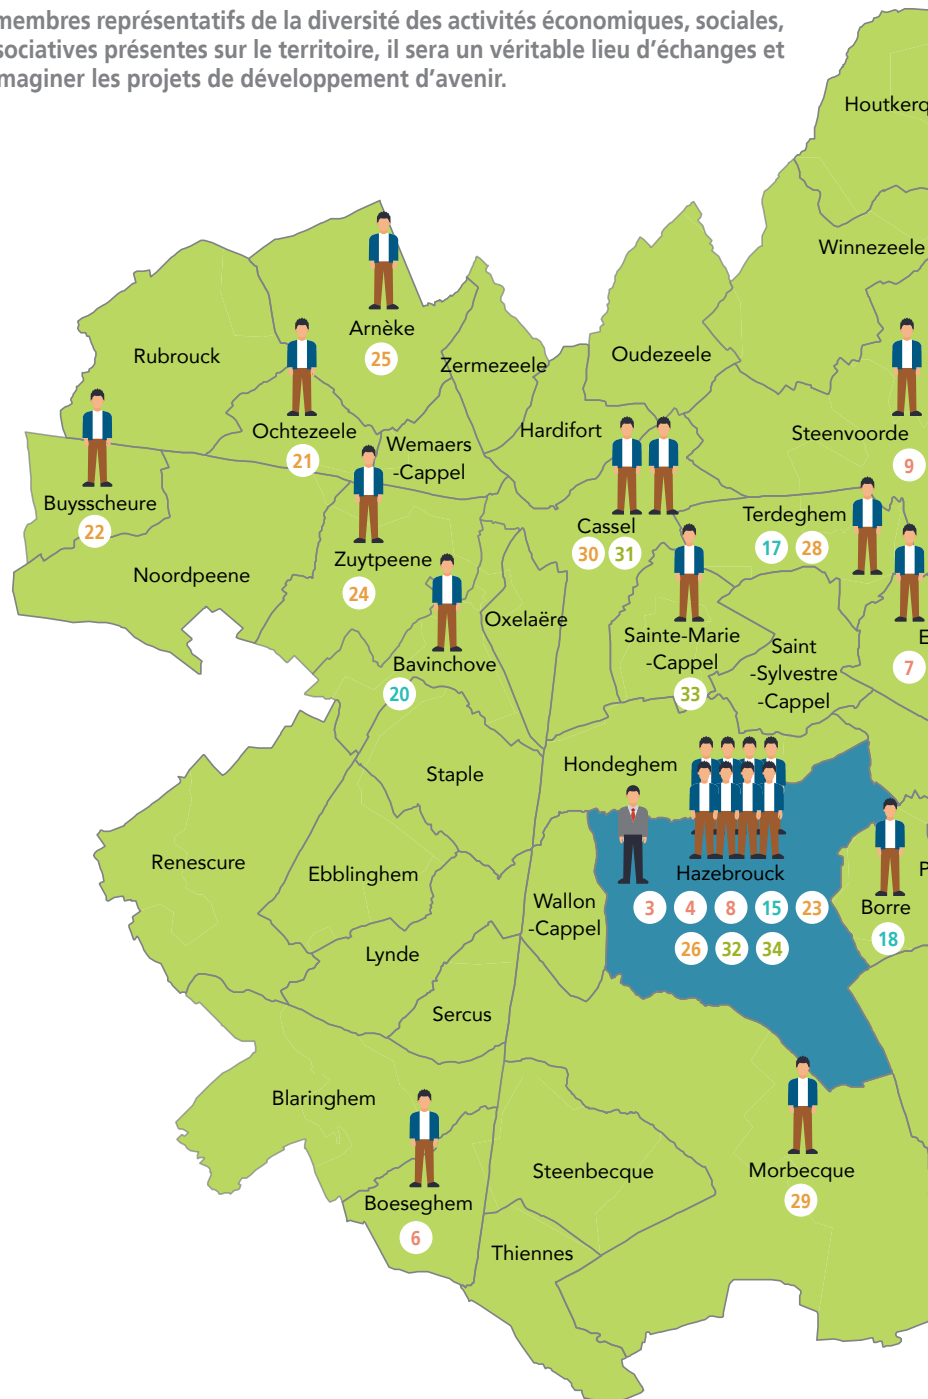 membres représentatifs de la diversité des activités économiques, sociales,
sociatives présentes sur le territoire, il sera un véritable lieu d'échanges et
maginer les projets de développement d'avenir.
Houtkerq
Winnezeele
Arnèke
25
Rubrouck
Zermezeele
Oudezeele
Ochtezeele
21
Wemaers
-Cappel
Hardifort
Steenvoorde
9
Buysscheure
22
Cassel
30 31
Terdeghem
17 28
Zuytpeene
24
Noordpeene
Oxelaëre
Sainte-Marie
-Cappel
33
Saint
-Sylvestre
-Cappel
E
7
Bavinchove
20
Staple
Hondeghem
Renescure
Ebblinghem
Hazebrouck
3 4 8 15 23
26 32 34
Wallon
-Cappel
P
Borre
18
Lynde
Sercus
Blaringhem
Steenbecque
Morbecque
29
Boeseghem
6
Thiennes